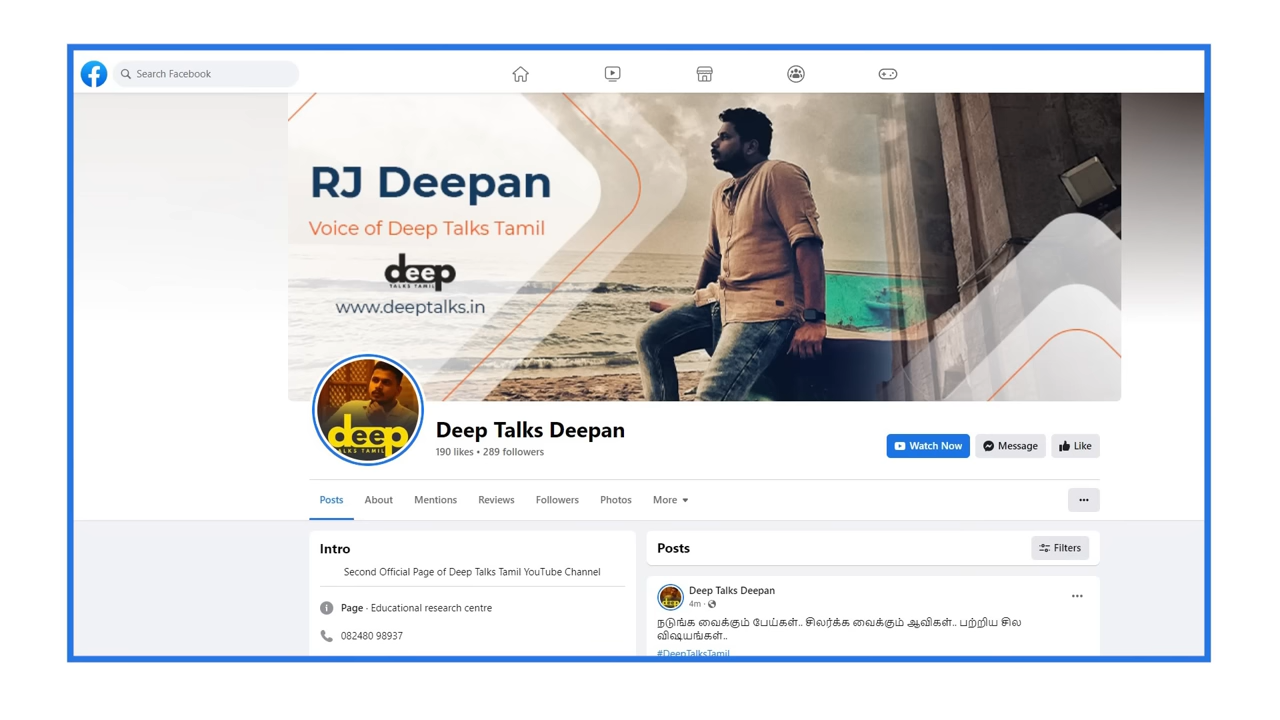 Search Facebook
RJ Deepan
Voice of Deep Talks Tamil
deep
TALKS TAMIL
www.deeptalks.in
deep
TALKS TAMIL
Deep Talks Deepan
190 likes • 289 followers
Watch Now
Message
Like
Posts About Mentions Reviews Followers Photos More
Intro
Second Official Page of Deep Talks Tamil YouTube Channel
Page · Educational research centre
082480 98937
Posts
Filters
deep
Deep Talks Deepan
4m ·
நடுங்க வைக்கும் பேய்கள்.. சிலர்க்க வைக்கும் ஆவிகள்.. பற்றிய சில
விஷயங்கள்..
#DeepTalksTamil